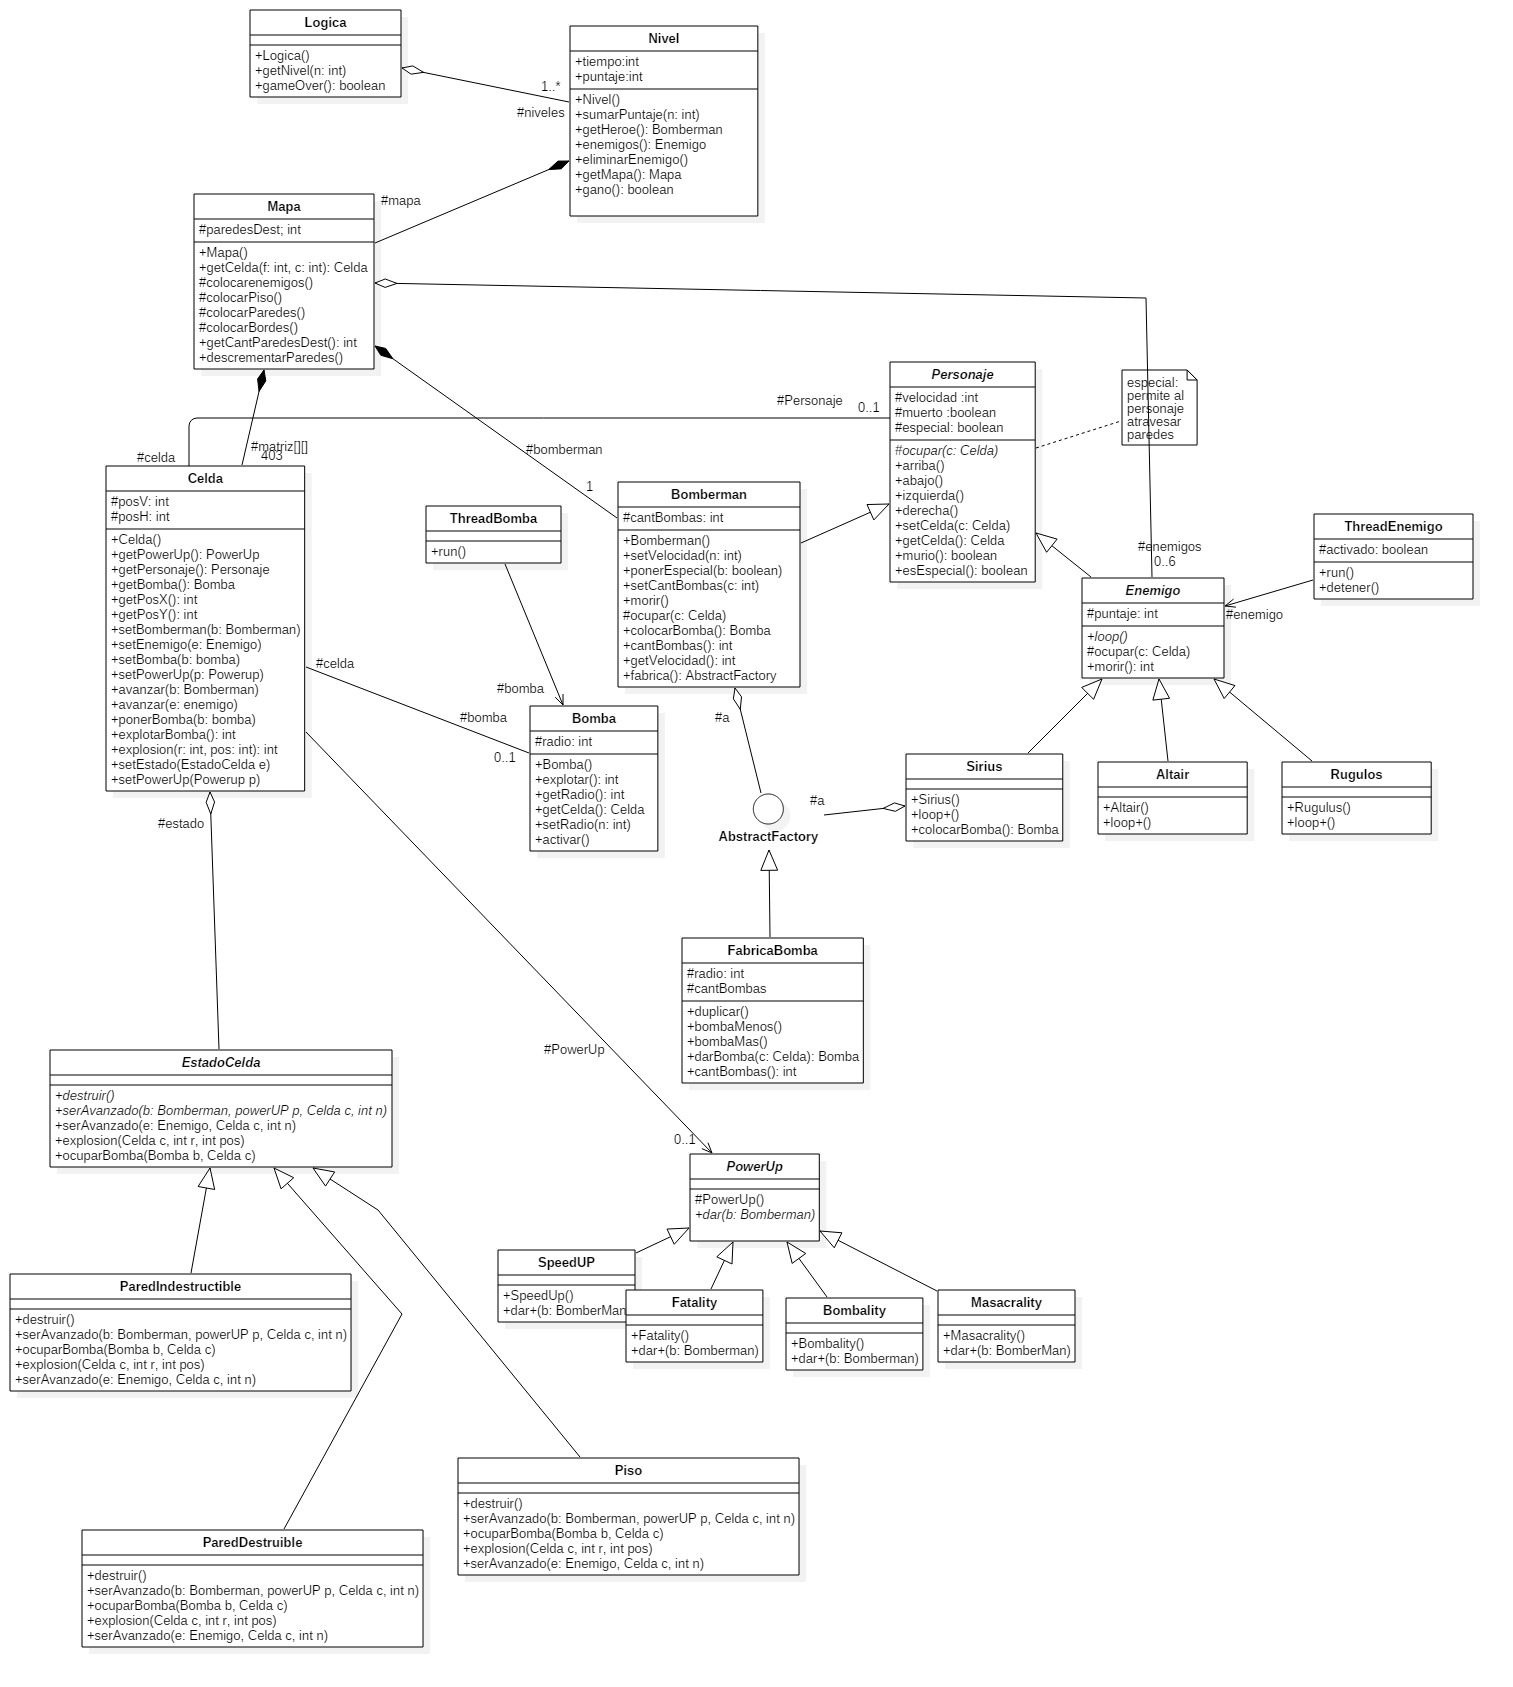 Logica
+Logica()
+getNivel(n: int)
+gameOver(): boolean
Nivel
+tiempo:int
+puntaje:int
+Nivel()
+sumarPuntaje(n: int)
+getHeroe(): Bomberman
+enemigos(): Enemigo
+eliminarEnemigo()
+getMapa(): Mapa
+gano(): boolean
1..*
#niveles
#mapa
Mapa
#paredesDest; int
+Mapa()
+getCelda(f: int, c: int): Celda
#colocarenemigos()
#colocarPiso()
#colocarParedes()
#colocarBordes()
+getCantParedesDest(): int
+descrementarParedes()
#Personaje
0..1
Personaje
#velocidad :int
#muerto :boolean
#especial: boolean
#ocupar(c: Celda)
+arriba()
+abajo()
+izquierda()
+derecha()
+setCelda(c: Celda)
+getCelda(): Celda
+murio(): boolean
+esEspecial(): boolean
especial:
permite al
personaje
atravesar
paredes
#celda
#matriz[][]
403
#bomberman
1
Celda
#posV: int
#posH: int
+Celda()
+getPowerUp(): PowerUp
+getPersonaje(): Personaje
+getBomba(): Bomba
+getPosX(): int
+getPosY(): int
+setBomberman(b: Bomberman)
+setEnemigo(e: Enemigo)
+setBomba(b: bomba)
+setPowerUp(p: Powerup)
+avanzar(b: Bomberman)
+avanzar(e: enemigo)
+ponerBomba(b: bomba)
+explotarBomba(): int
+explosion(r: int, pos: int): int
+setEstado(EstadoCelda e)
+setPowerUp(Powerup p)
ThreadBomba
+run()
Bomberman
#cantBombas: int
+Bomberman()
+setVelocidad(n: int)
+ponerEspecial(b: boolean)
+setCantBombas(c: int)
+morir()
#ocupar(c: Celda)
+colocarBomba(): Bomba
+cantBombas(): int
+getVelocidad(): int
+fabrica(): AbstractFactory
#enemigos
0..6
ThreadEnemigo
#activado: boolean
+run()
+detener()
#enemigo
Enemigo
#puntaje: int
+loop()
#ocupar(c: Celda)
+morir(): int
#celda
#bomba
#bomba
0..1
Bomba
#radio: int
+Bomba()
+explotar(): int
+getRadio(): int
+getCelda(): Celda
+setRadio(n: int)
+activar()
#a
AbstractFactory
#a
Sirius
+Sirius()
+loop+()
+colocarBomba(): Bomba
Altair
+Altair()
+loop+()
Rugulos
+Rugulus()
+loop+()
#estado
FabricaBomba
#radio: int
#cantBombas
+duplicar()
+bombaMenos()
+bombaMas()
+darBomba(c: Celda): Bomba
+cantBombas(): int
#PowerUp
0..1
EstadoCelda
+destruir()
+serAvanzado(b: Bomberman, powerUP p, Celda c, int n)
+serAvanzado(e: Enemigo, Celda c, int n)
+explosion(Celda c, int r, int pos)
+ocuparBomba(Bomba b, Celda c)
PowerUp
#PowerUp()
+dar(b: Bomberman)
SpeedUP
+SpeedUp()
+dar+(b: BomberMan
Fatality
+Fatality()
+dar+(b: Bomberman)
Bombality
+Bombality()
+dar+(b: Bomberman)
Masacrality
+Masacrality()
+dar+(b: BomberMan)
ParedIndestructible
+destruir()
+serAvanzado(b: Bomberman, powerUP p, Celda c, int n)
+ocuparBomba(Bomba b, Celda c)
+explosion(Celda c, int r, int pos)
+serAvanzado(e: Enemigo, Celda c, int n)
Piso
+destruir()
+serAvanzado(b: Bomberman, powerUP p, Celda c, int n)
+ocuparBomba(Bomba b, Celda c)
+explosion(Celda c, int r, int pos)
+serAvanzado(e: Enemigo, Celda c, int n)
ParedDestruible
+destruir()
+serAvanzado(b: Bomberman, powerUP p, Celda c, int n)
+ocuparBomba(Bomba b, Celda c)
+explosion(Celda c, int r, int pos)
+serAvanzado(e: Enemigo, Celda c, int n)